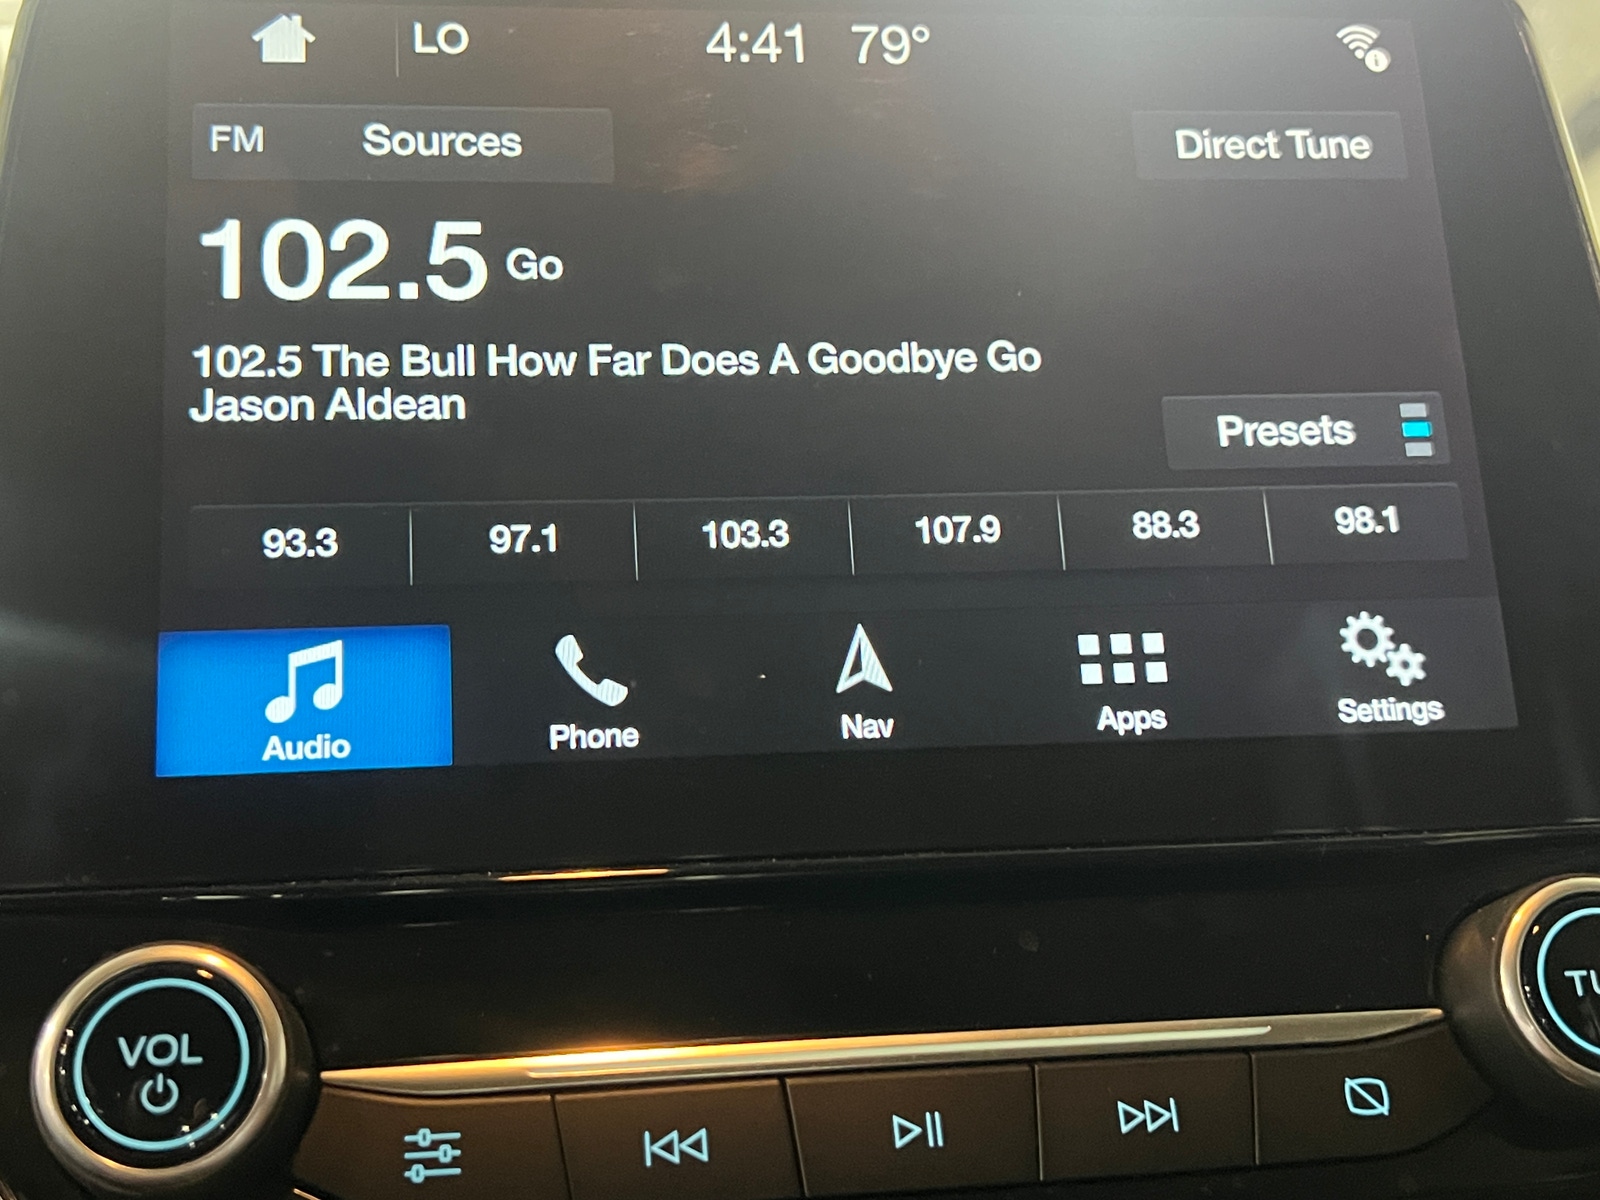 LO 4:41 79°
FM Sources Direct Tune
102.5 Go
102.5 The Bull How Far Does A Goodbye Go
Jason Aldean
Presets
93.3 97.1 103.3 107.9 88.3 98.1
Audio Phone Nav Apps Settings
VOL